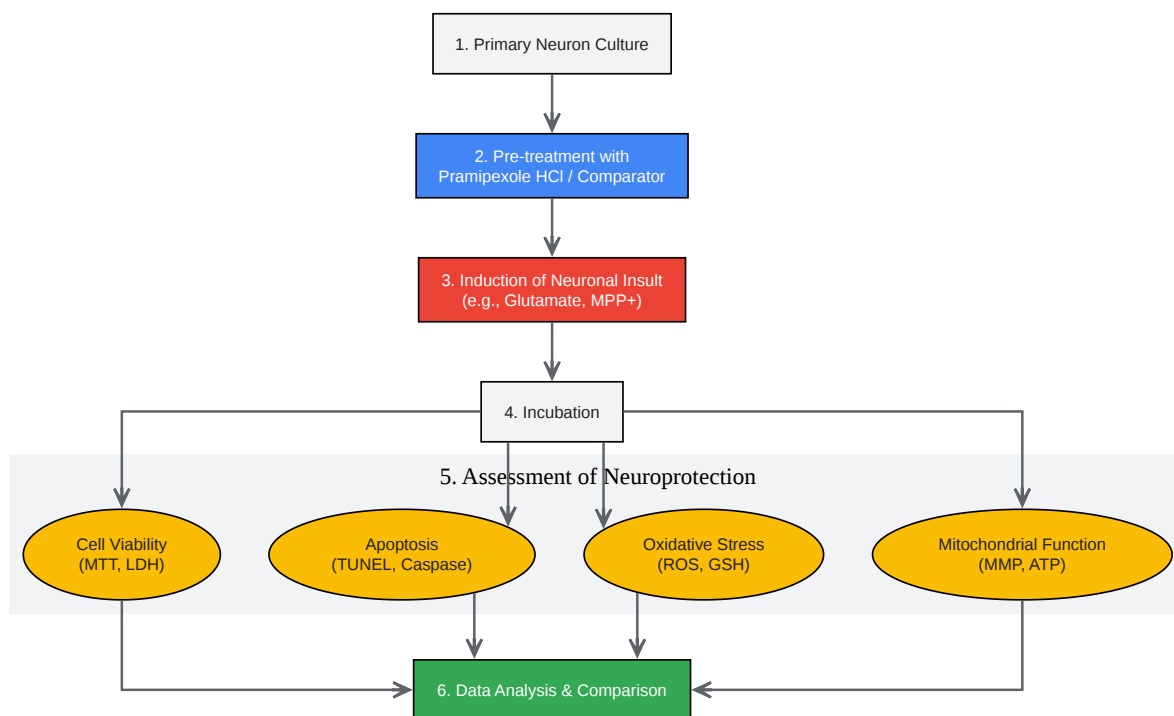 1. Primary Neuron Culture
2. Pre-treatment with
Pramipexole HCl / Comparator
3. Induction of Neuronal Insult
(e.g., Glutamate, MPP+)
4. Incubation
5. Assessment of Neuroprotection
Cell Viability
(MTT, LDH)
Apoptosis
(TUNEL, Caspase)
Oxidative Stress
(ROS, GSH)
Mitochondrial Function
(MMP, ATP)
6. Data Analysis & Comparison